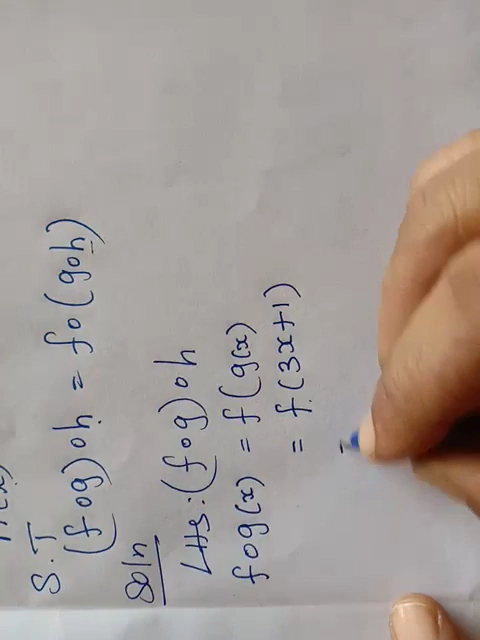 S.T
(fog)oh = fo(goh)
Soln
LHS: (fog)oh
fog(x) = f(g(x)
= f(3x+1)